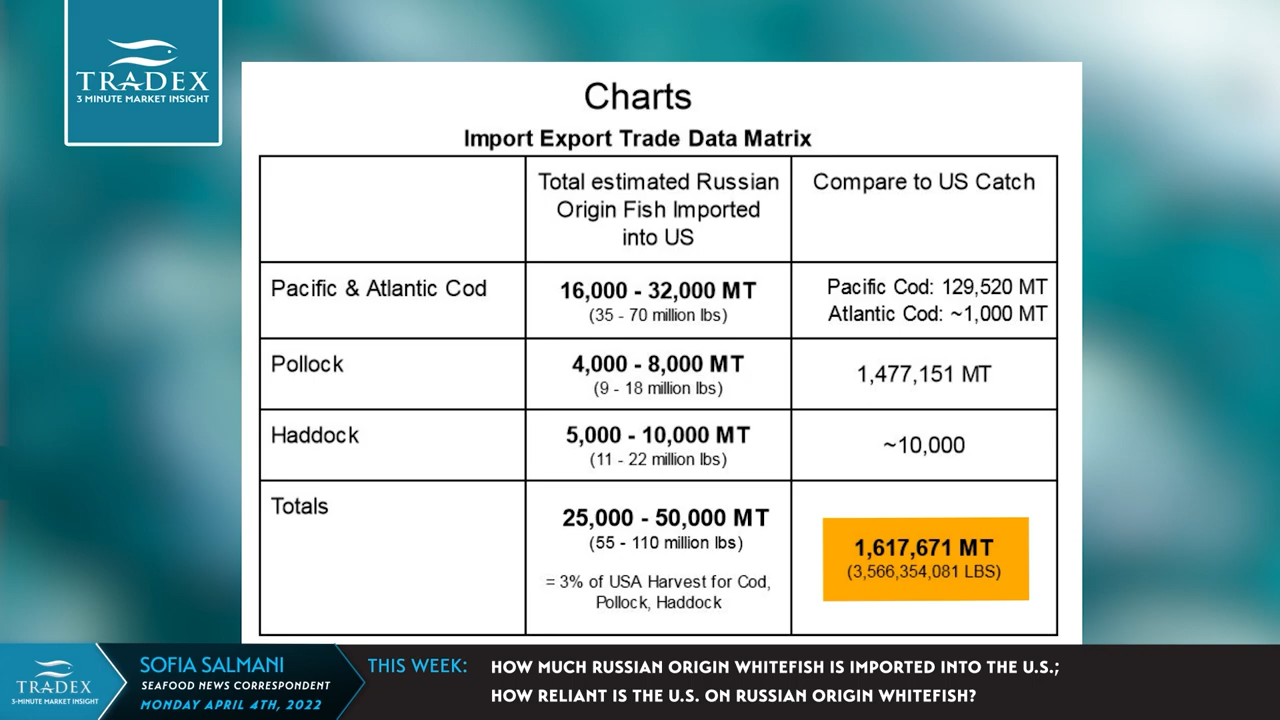 TRADEX
3 MINUTE MARKET INSIGHT
Charts
Import Export Trade Data Matrix
Total estimated Russian
Origin Fish Imported
into US
Compare to US Catch
Pacific & Atlantic Cod
16,000 - 32,000 MT
(35 - 70 million lbs)
Pacific Cod: 129,520 MT
Atlantic Cod: ~1,000 MT
Pollock
4,000 - 8,000 MT
(9 - 18 million lbs)
1,477,151 MT
Haddock
5,000 - 10,000 MT
(11 - 22 million lbs)
~10,000
Totals
25,000 - 50,000 MT
(55 - 110 million lbs)
= 3% of USA Harvest for Cod,
Pollock, Haddock
1,617,671 MT
(3,566,354,081 LBS)
TRADEX
3-MINUTE MARKET INSIGHT
SOFIA SALMANI
SEAFOOD NEWS CORRESPONDENT
MONDAY APRIL 4TH, 2022
THIS WEEK:
HOW MUCH RUSSIAN ORIGIN WHITEFISH IS IMPORTED INTO THE U.S.;
HOW RELIANT IS THE U.S. ON RUSSIAN ORIGIN WHITEFISH?